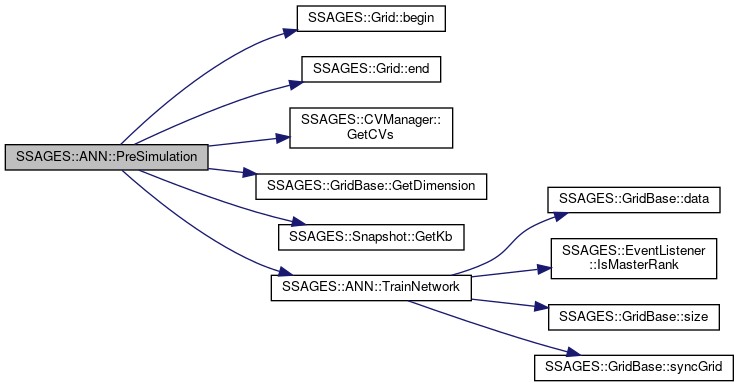 SSAGES::Grid::begin
SSAGES::Grid::end
SSAGES::CVManager::
GetCVs
SSAGES::ANN::PreSimulation
SSAGES::GridBase::GetDimension
SSAGES::Snapshot::GetKb
SSAGES::ANN::TrainNetwork
SSAGES::GridBase::data
SSAGES::EventListener
::IsMasterRank
SSAGES::GridBase::size
SSAGES::GridBase::syncGrid